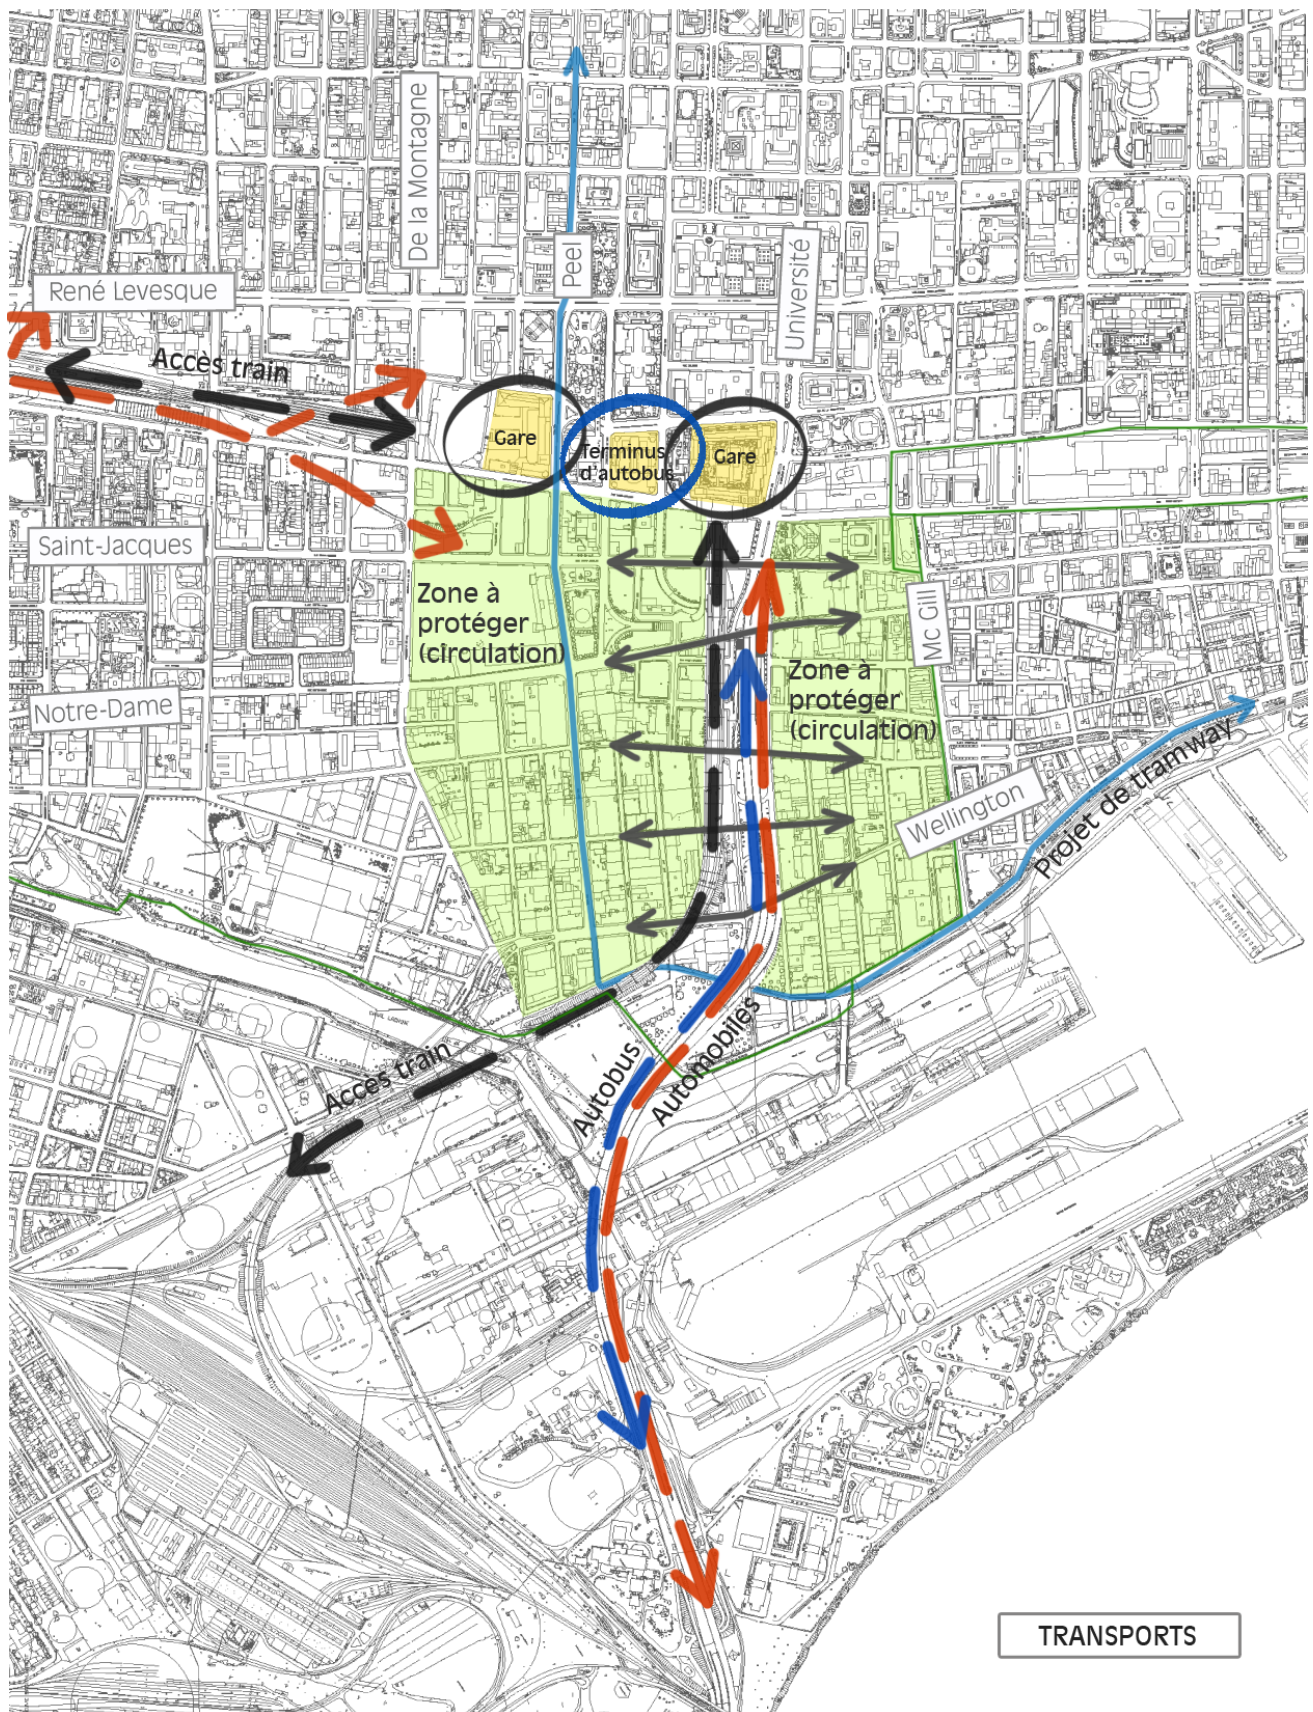 De la Montagne
Peel
Université
René Levesque
Accès train
Gare
Terminus
d'autobus
Gare
Saint-Jacques
Zone à
protéger
(circulation)
Mc Gill
Zone à
protéger
(circulation)
Notre-Dame
Wellington
Projet de tramway
Autobus
Automobiles
Accès train
TRANSPORTS